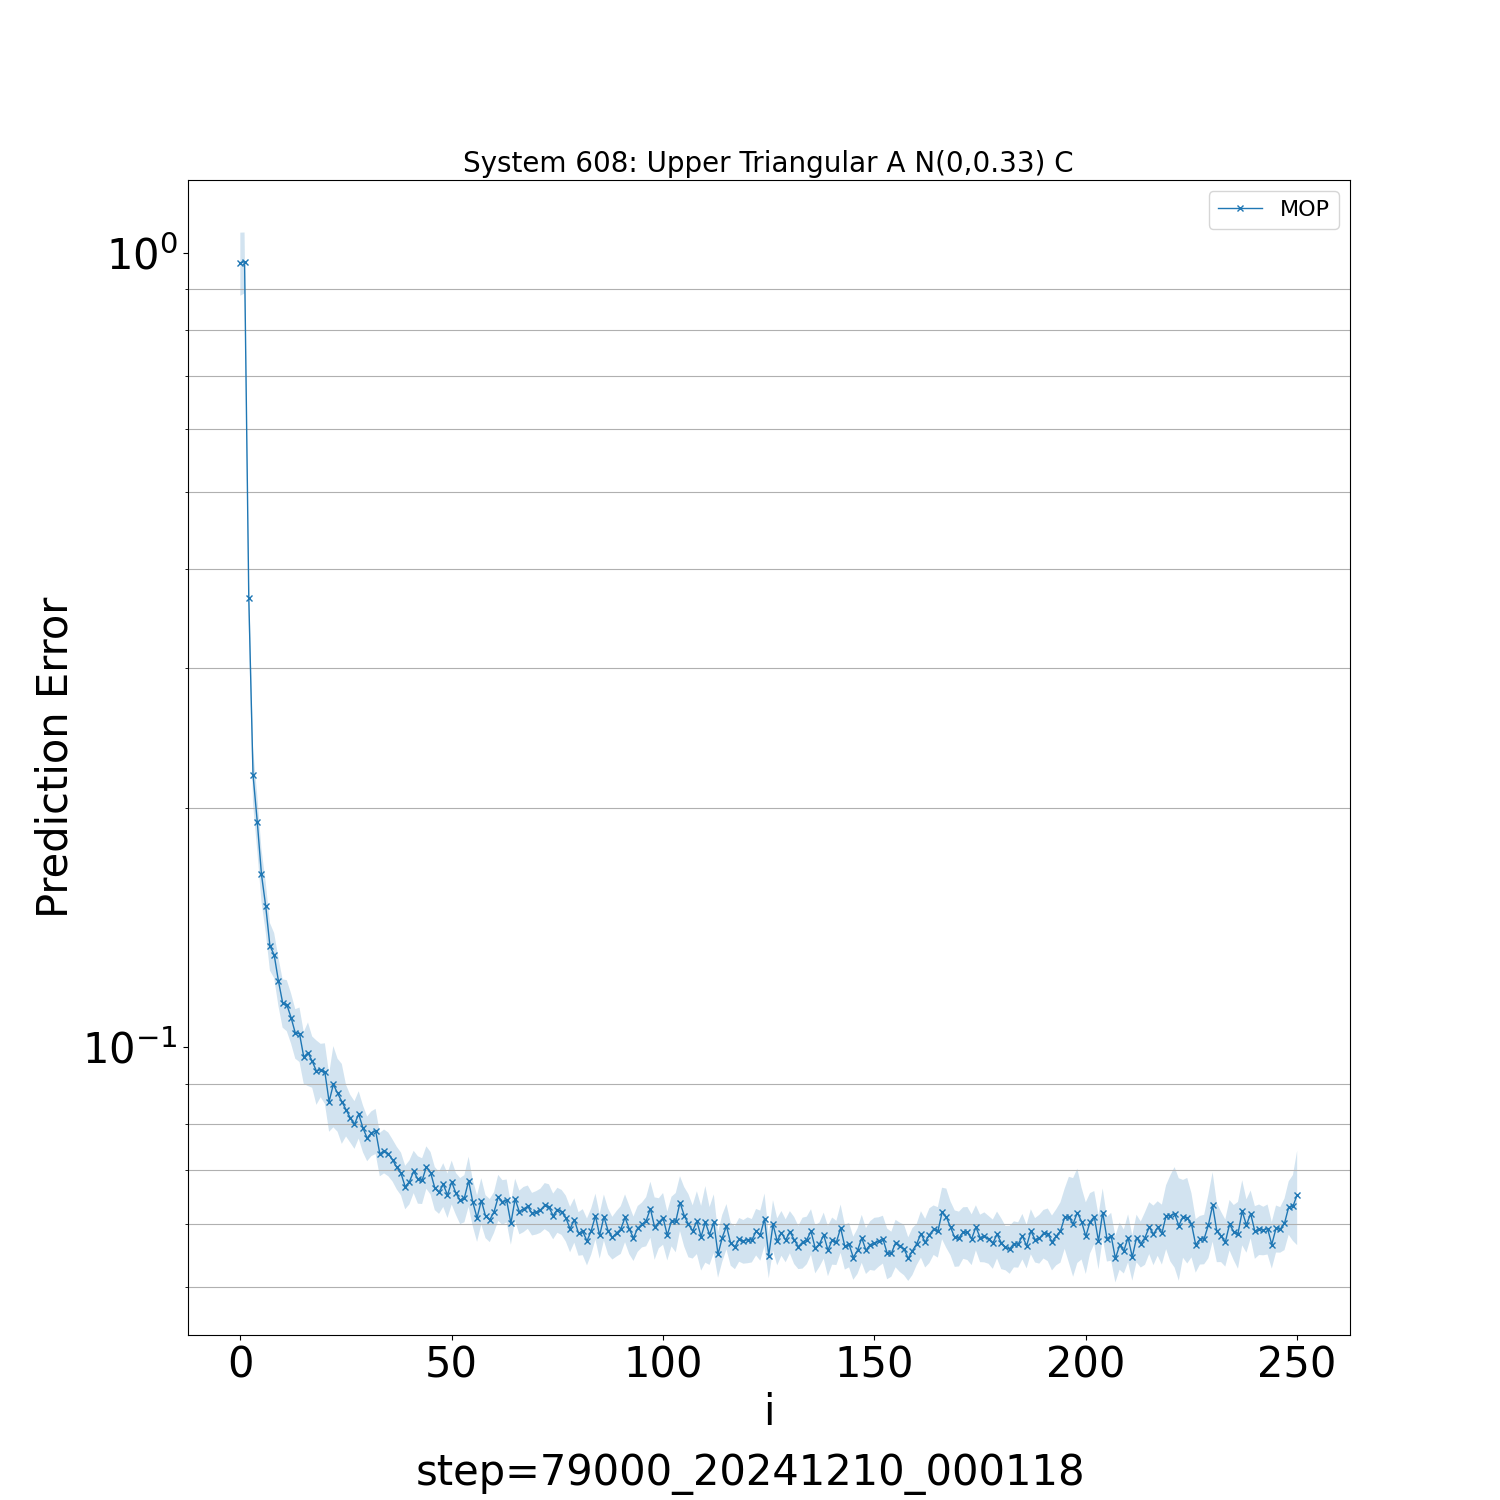 System 608: Upper Triangular A N(0,0.33) C
MOP
10⁰
10⁻¹
Prediction Error
0 50 100 150 200 250
i
step=79000_20241210_000118